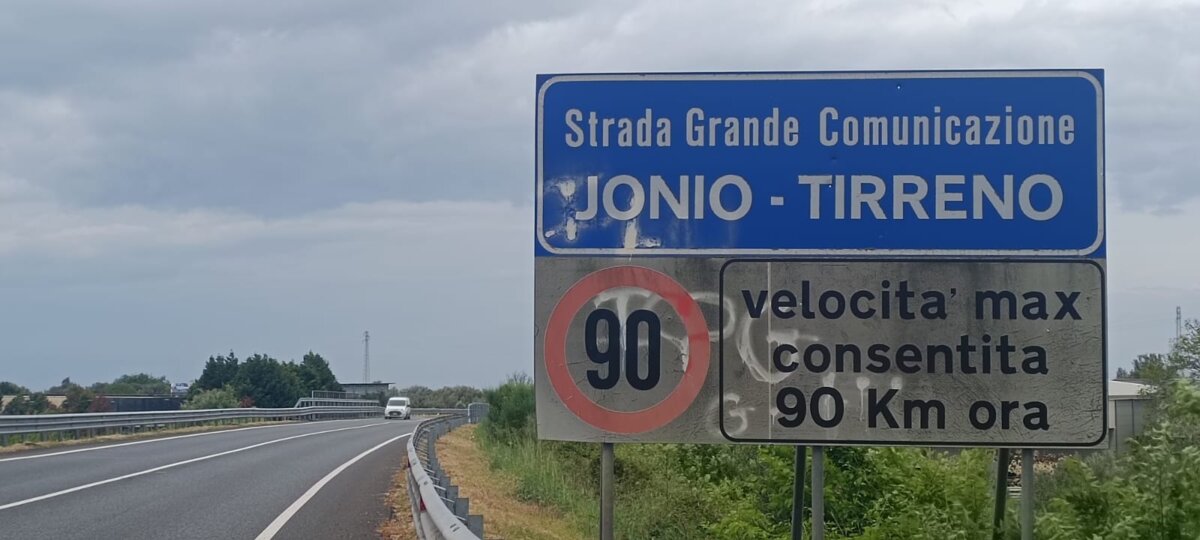 Strada Grande Comunicazione
JONIO - TIRRENO
90
velocita' max
consentita
90 Km ora